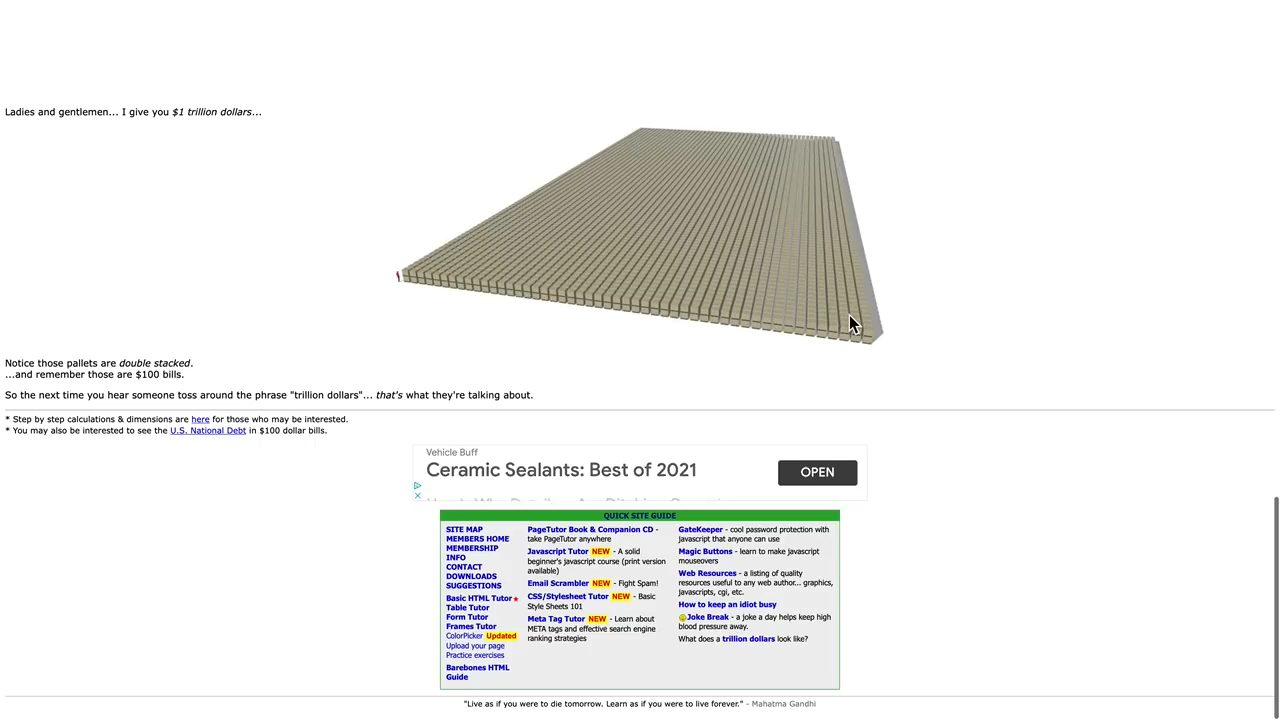 Ladies and gentlemen... I give you $1 trillion dollars...
Notice those pallets are double stacked.
...and remember those are $100 bills.
So the next time you hear someone toss around the phrase "trillion dollars"... that's what they're talking about.
* Step by step calculations & dimensions are here for those who may be interested.
* You may also be interested to see the U.S. National Debt in $100 dollar bills.
Vehicle Buff
Ceramic Sealants: Best of 2021
OPEN
QUICK SITE GUIDE
SITE MAP
MEMBERS HOME
MEMBERSHIP
INFO
CONTACT
DOWNLOADS
SUGGESTIONS
Basic HTML Tutor
Table Tutor
Form Tutor
Frames Tutor
ColorPicker Updated
Upload your page
Practice exercises
Barebones HTML
Guide
PageTutor Book & Companion CD -
take PageTutor anywhere
Javascript Tutor NEW - A solid
beginner's javascript course (print version
available)
Email Scrambler NEW - Fight Spam!
CSS/Stylesheet Tutor NEW - Basic
Style Sheets 101
Meta Tag Tutor NEW - Learn about
META tags and effective search engine
ranking strategies
GateKeeper - cool password protection with
javascript that anyone can use
Magic Buttons - learn to make javascript
mouseovers
Web Resources - a listing of quality
resources useful to any web author... graphics,
javascripts, cgi, etc.
How to keep an idiot busy
Joke Break - a joke a day helps keep high
blood pressure away.
What does a trillion dollars look like?
"Live as if you were to die tomorrow. Learn as if you were to live forever." - Mahatma Gandhi